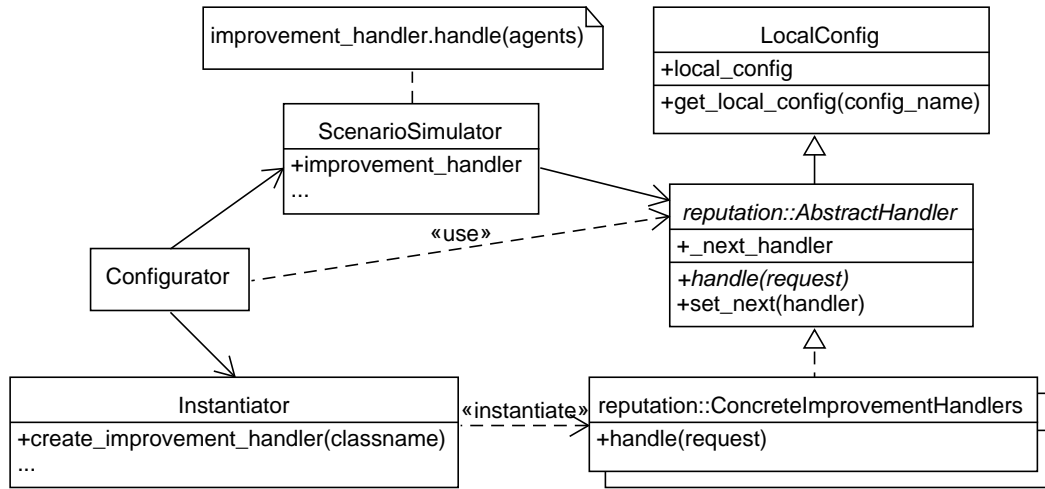 improvement_handler.handle(agents)
LocalConfig
+local_config
+get_local_config(config_name)
ScenarioSimulator
+improvement_handler
...
reputation::AbstractHandler
+_next_handler
+handle(request)
+set_next(handler)
«use»
Configurator
Instantiator
+create_improvement_handler(classname)
...
«instantiate»
reputation::ConcreteImprovementHandlers
+handle(request)